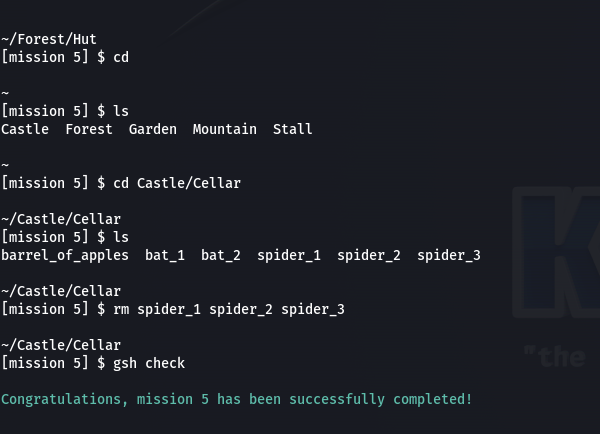 ~/Forest/Hut
[mission 5] $ cd
~
[mission 5] $ ls
Castle  Forest  Garden  Mountain  Stall
~
[mission 5] $ cd Castle/Cellar
~/Castle/Cellar
[mission 5] $ ls
barrel_of_apples  bat_1  bat_2  spider_1  spider_2  spider_3
~/Castle/Cellar
[mission 5] $ rm spider_1 spider_2 spider_3
~/Castle/Cellar
[mission 5] $ gsh check
Congratulations, mission 5 has been successfully completed!
K
"the